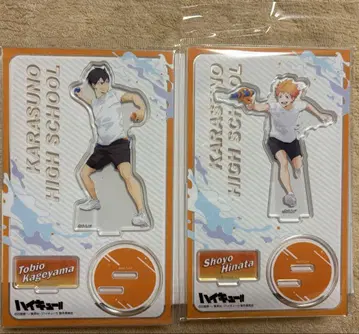 KARASUNO
HIGH SCHOOL
Tobio
Kageyama
ハイキュー!!
KARASUNO
HIGH SCHOOL
Shoyo
Hinata
ハイキュー!!